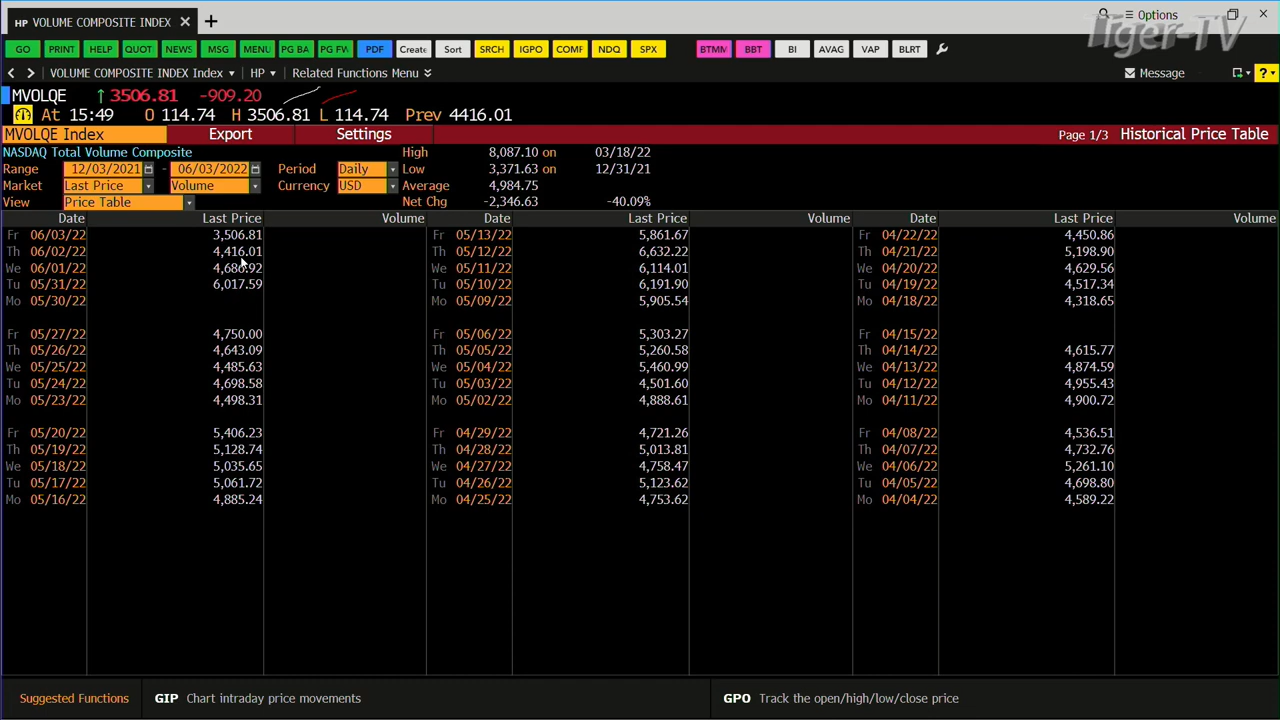 HP VOLUME COMPOSITE INDEX × +
Options
Tiger-TV
GO PRINT HELP QUOT NEWS MSG MENU PG BA PG FW PDF Create Sort SRCH IGPO COMF NDQ SPX BTMM BBT BI AVAG VAP BLRT
VOLUME COMPOSITE INDEX Index HP Related Functions Menu Message ?
MVOLQE ↑ 3506.81 -909.20
At 15:49 O 114.74 H 3506.81 L 114.74 Prev 4416.01
MVOLQE Index Export Settings Page 1/3 Historical Price Table
NASDAQ Total Volume Composite High 8,087.10 on 03/18/22
Range 12/03/2021 - 06/03/2022 Period Daily Low 3,371.63 on 12/31/21
Market Last Price Volume Currency USD Average 4,984.75
View Price Table Net Chg -2,346.63 -40.09%
Date Last Price Volume Date Last Price Volume Date Last Price Volume
Fr 06/03/22 3,506.81 Fr 05/13/22 5,861.67 Fr 04/22/22 4,450.86
Th 06/02/22 4,416.01 Th 05/12/22 6,632.22 Th 04/21/22 5,198.90
We 06/01/22 4,686.92 We 05/11/22 6,114.01 We 04/20/22 4,629.56
Tu 05/31/22 6,017.59 Tu 05/10/22 6,191.90 Tu 04/19/22 4,517.34
Mo 05/30/22 Mo 05/09/22 5,905.54 Mo 04/18/22 4,318.65
Fr 05/27/22 4,750.00 Fr 05/06/22 5,303.27 Fr 04/15/22
Th 05/26/22 4,643.09 Th 05/05/22 5,260.58 Th 04/14/22 4,615.77
We 05/25/22 4,485.63 We 05/04/22 5,460.99 We 04/13/22 4,874.59
Tu 05/24/22 4,698.58 Tu 05/03/22 4,501.60 Tu 04/12/22 4,955.43
Mo 05/23/22 4,498.31 Mo 05/02/22 4,888.61 Mo 04/11/22 4,900.72
Fr 05/20/22 5,406.23 Fr 04/29/22 4,721.26 Fr 04/08/22 4,536.51
Th 05/19/22 5,128.74 Th 04/28/22 5,013.81 Th 04/07/22 4,732.76
We 05/18/22 5,035.65 We 04/27/22 4,758.47 We 04/06/22 5,261.10
Tu 05/17/22 5,061.72 Tu 04/26/22 5,123.62 Tu 04/05/22 4,698.80
Mo 05/16/22 4,885.24 Mo 04/25/22 4,753.62 Mo 04/04/22 4,589.22
Suggested Functions GIP Chart intraday price movements GPO Track the open/high/low/close price